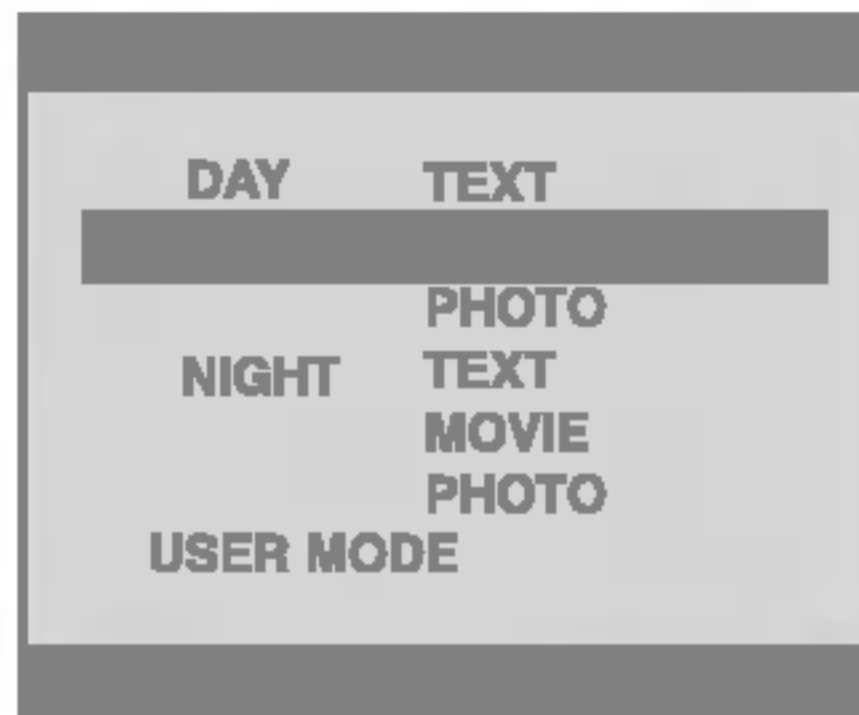 DAY TEXT
PHOTO
NIGHT TEXT
MOVIE
PHOTO
USER MODE